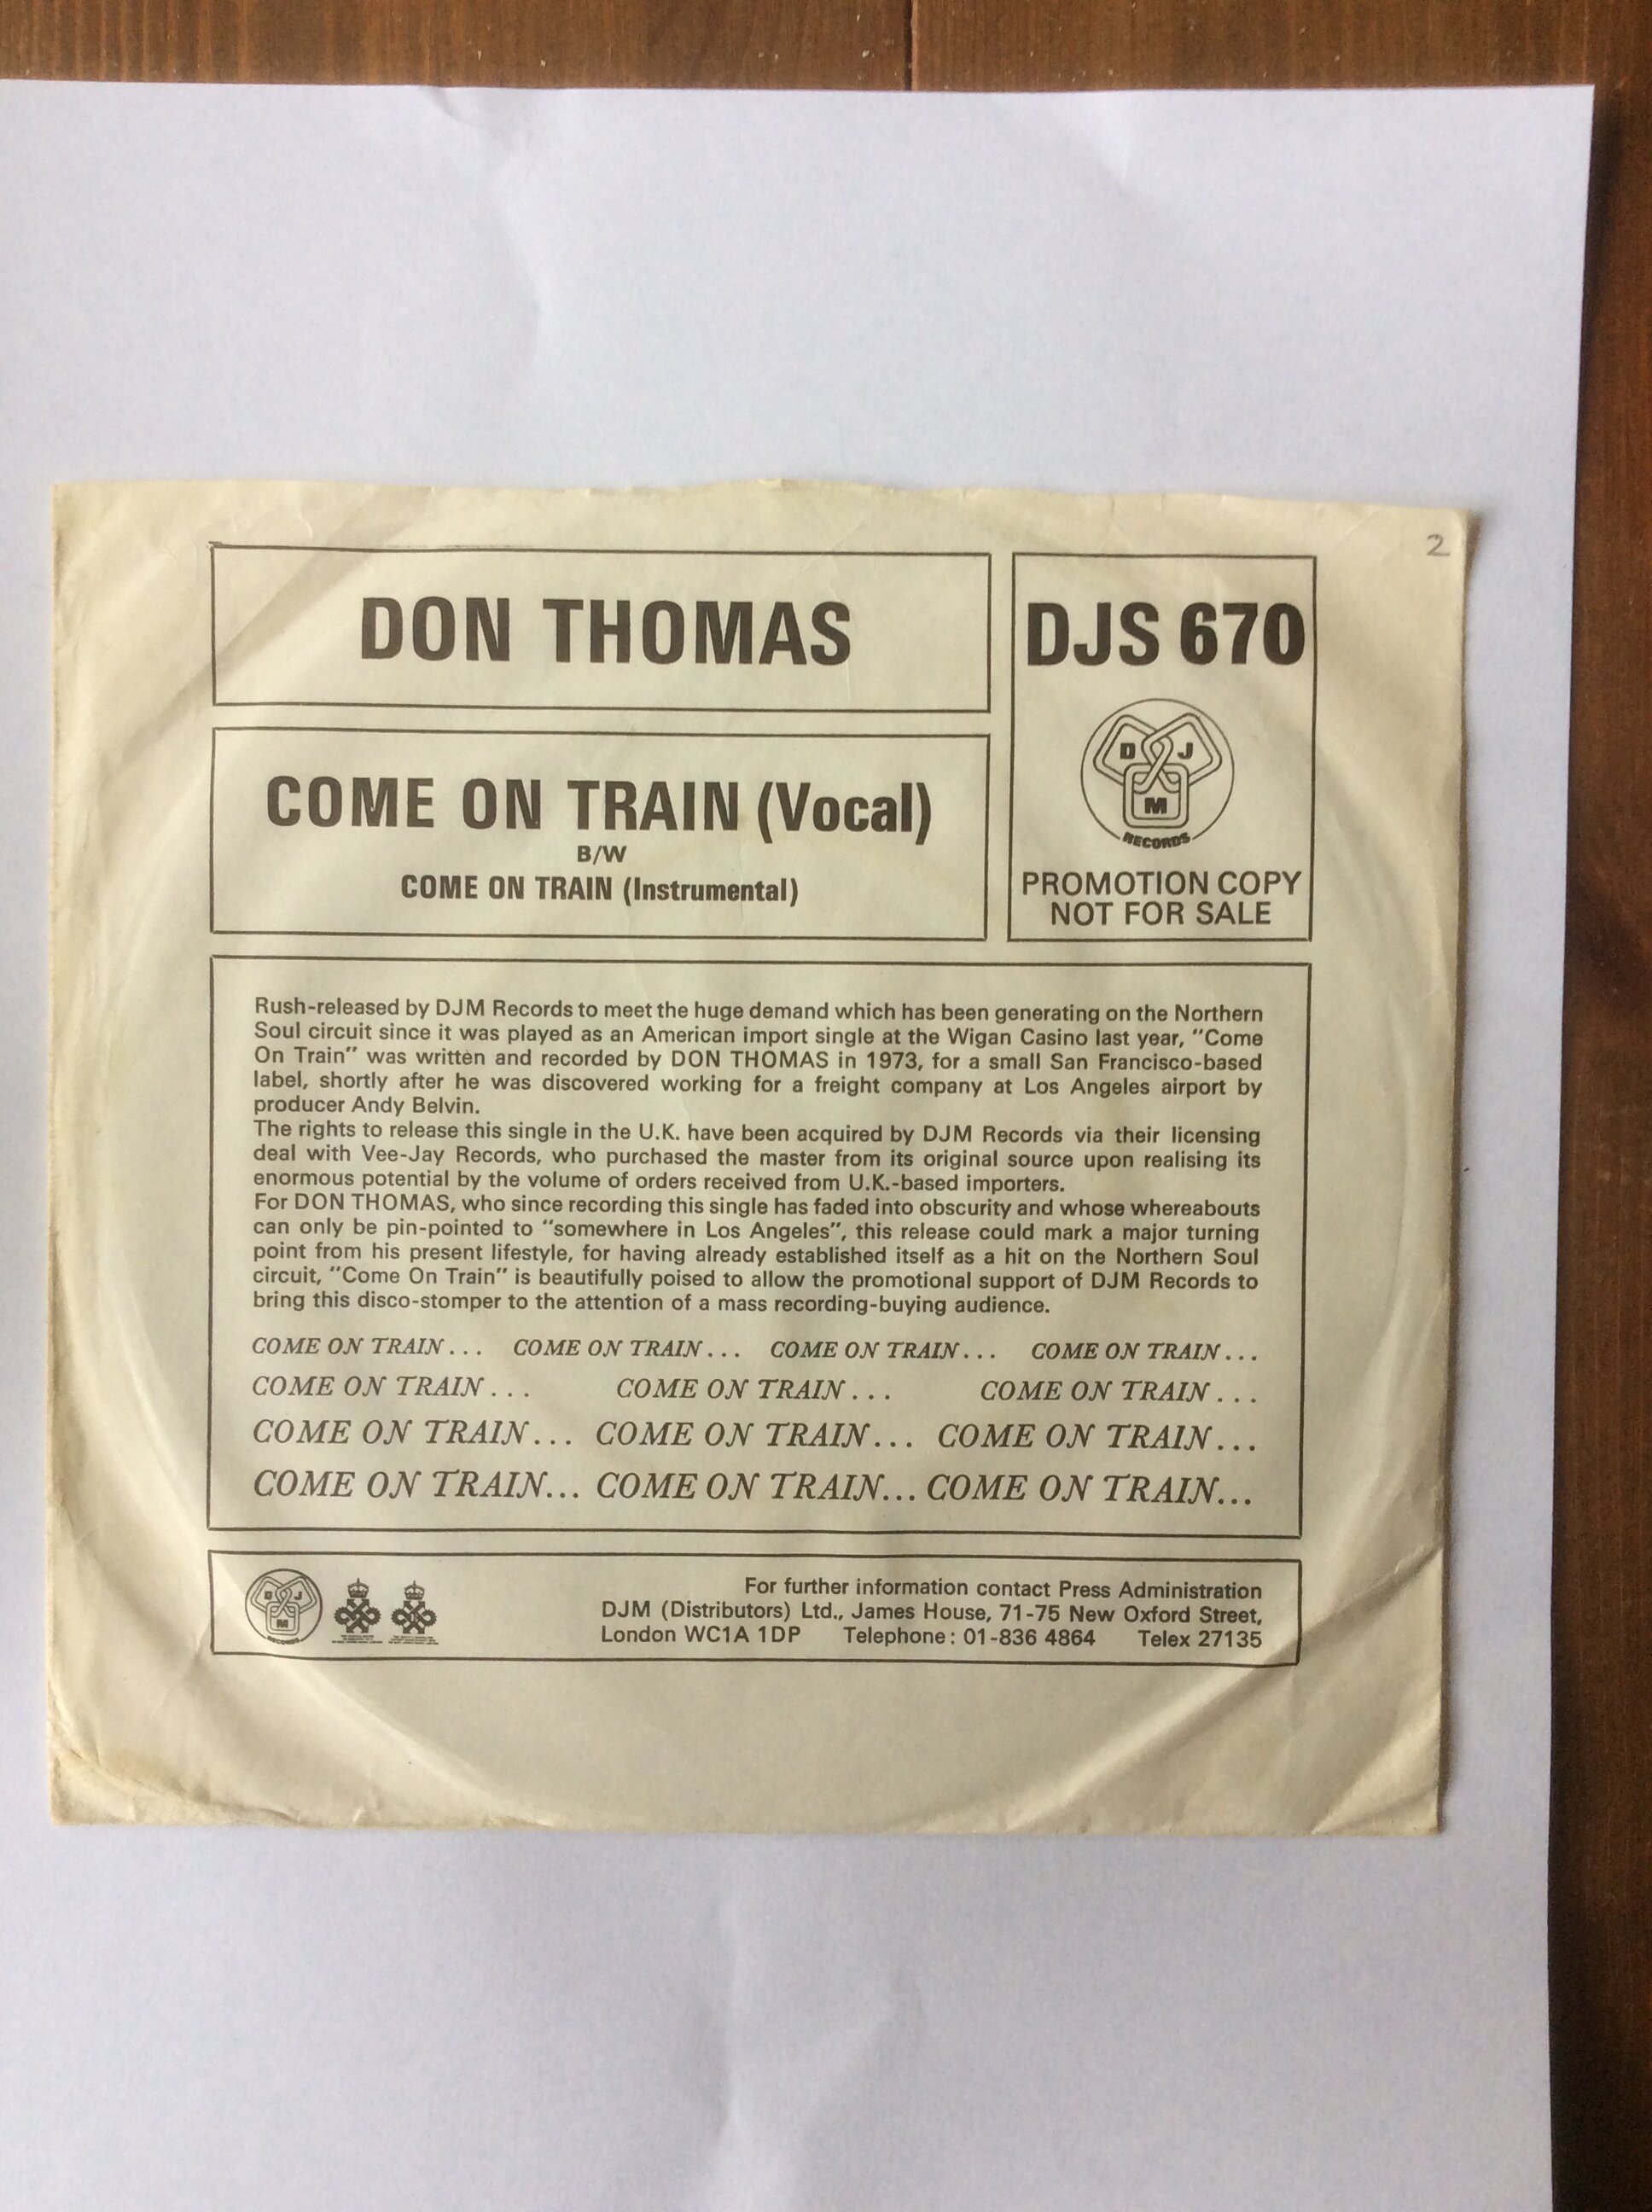 2
DON THOMAS
DJS 670
COME ON TRAIN (Vocal)
B/W
COME ON TRAIN (Instrumental)
D J
M
RECORDS
PROMOTION COPY
NOT FOR SALE
Rush-released by DJM Records to meet the huge demand which has been generating on the Northern
Soul circuit since it was played as an American import single at the Wigan Casino last year, "Come
On Train" was written and recorded by DON THOMAS in 1973, for a small San Francisco-based
label, shortly after he was discovered working for a freight company at Los Angeles airport by
producer Andy Belvin.
The rights to release this single in the U.K. have been acquired by DJM Records via their licensing
deal with Vee-Jay Records, who purchased the master from its original source upon realising its
enormous potential by the volume of orders received from U.K.-based importers.
For DON THOMAS, who since recording this single has faded into obscurity and whose whereabouts
can only be pin-pointed to "somewhere in Los Angeles", this release could mark a major turning
point from his present lifestyle, for having already established itself as a hit on the Northern Soul
circuit, "Come On Train" is beautifully poised to allow the promotional support of DJM Records to
bring this disco-stomper to the attention of a mass recording-buying audience.
COME ON TRAIN... COME ON TRAIN... COME ON TRAIN... COME ON TRAIN...
COME ON TRAIN... COME ON TRAIN... COME ON TRAIN...
COME ON TRAIN... COME ON TRAIN... COME ON TRAIN...
COME ON TRAIN... COME ON TRAIN... COME ON TRAIN...
D J
M
RECORDS
For further information contact Press Administration
DJM (Distributors) Ltd., James House, 71-75 New Oxford Street,
London WC1A 1DP Telephone: 01-836 4864 Telex 27135